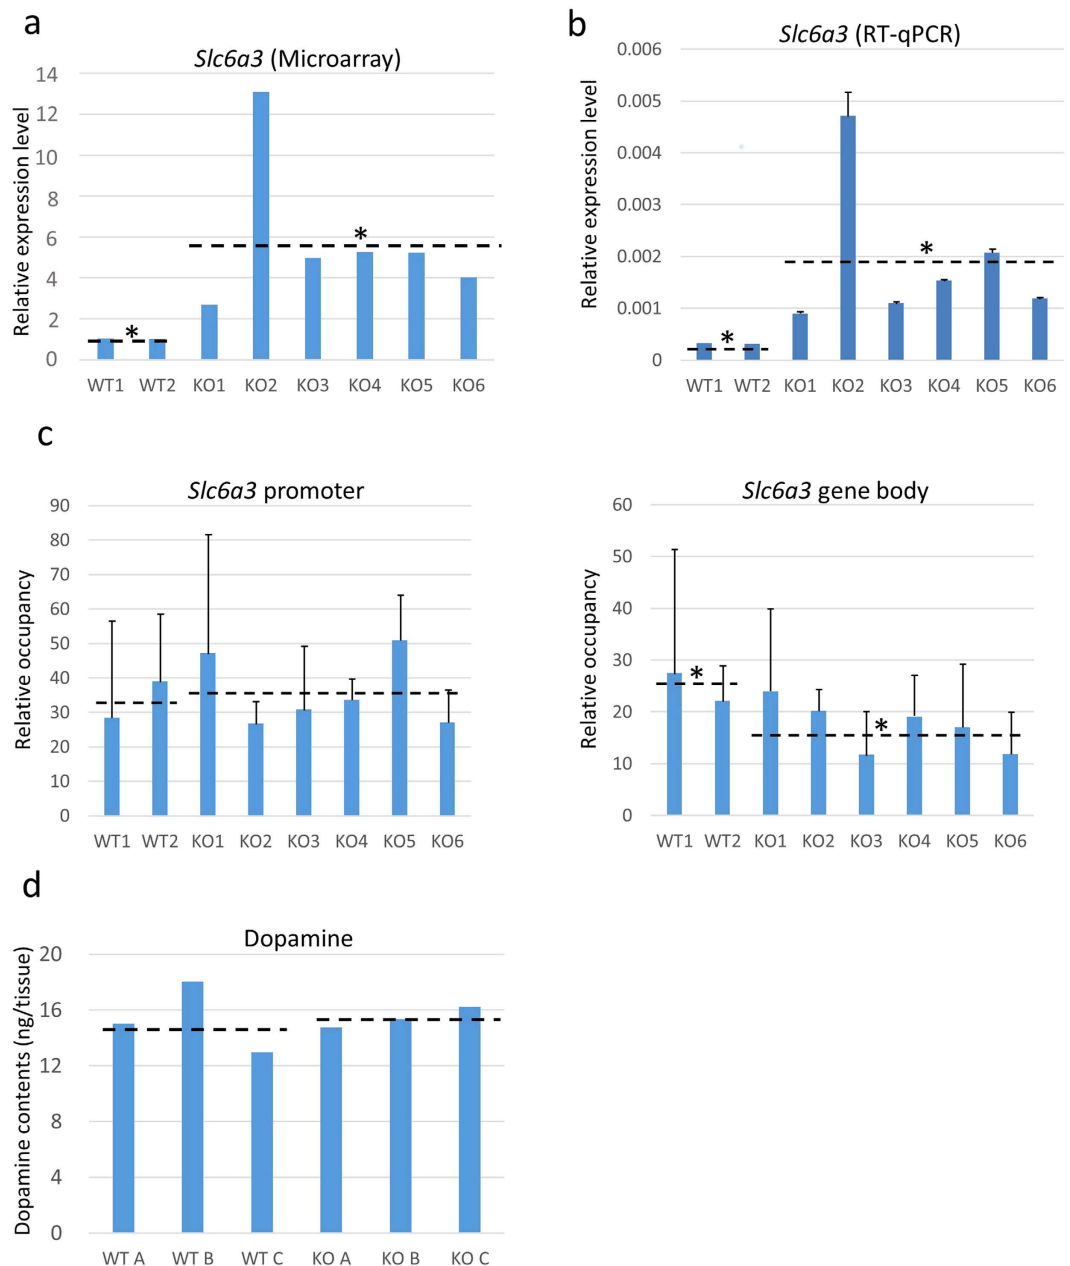 a
Slc6a3 (Microarray)
Relative expression level
14
12
10
8
6
4
2
0
*
*
WT1 WT2 KO1 KO2 KO3 KO4 KO5 KO6
b
Slc6a3 (RT-qPCR)
Relative expression level
0.006
0.005
0.004
0.003
0.002
0.001
0
*
*
WT1 WT2 KO1 KO2 KO3 KO4 KO5 KO6
c
Slc6a3 promoter
Relative occupancy
90
80
70
60
50
40
30
20
10
0
WT1 WT2 KO1 KO2 KO3 KO4 KO5 KO6
Slc6a3 gene body
Relative occupancy
60
50
40
30
20
10
0
*
*
WT1 WT2 KO1 KO2 KO3 KO4 KO5 KO6
d
Dopamine
Dopamine contents (ng/tissue)
20
16
12
8
4
0
WT A WT B WT C KO A KO B KO C